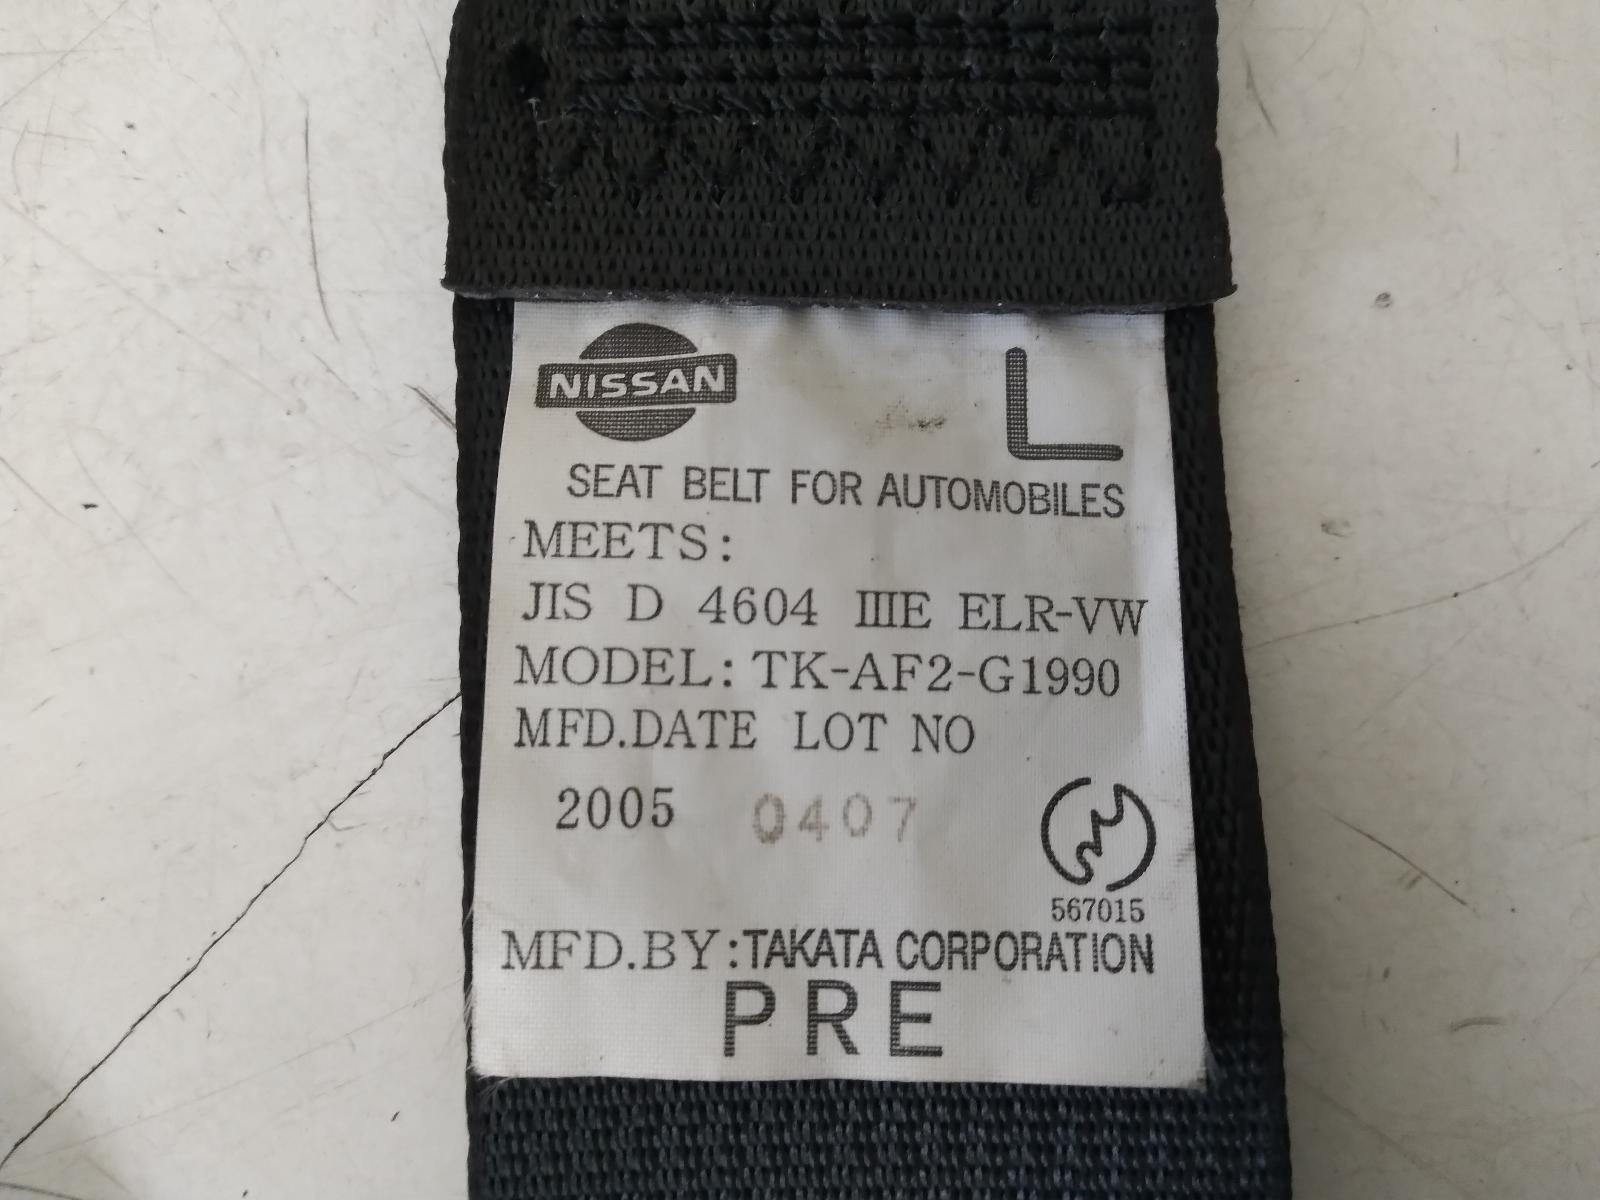 NISSAN L
SEAT BELT FOR AUTOMOBILES
MEETS:
JIS D 4604 ⅢE ELR-VW
MODEL: TK-AF2-G1990
MFD.DATE LOT NO
2005 0407
567015
MFD.BY:TAKATA CORPORATION
PRE